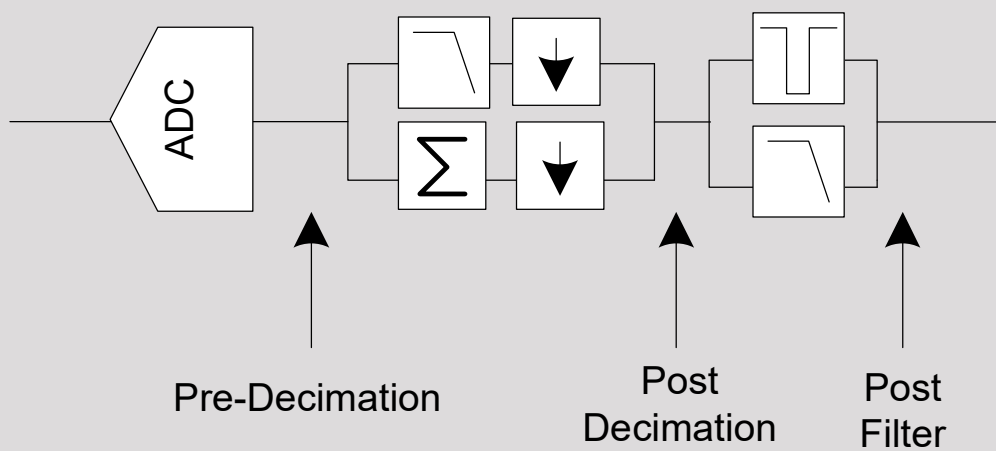 ADC
Σ
Pre-Decimation
Post
Decimation
Post
Filter